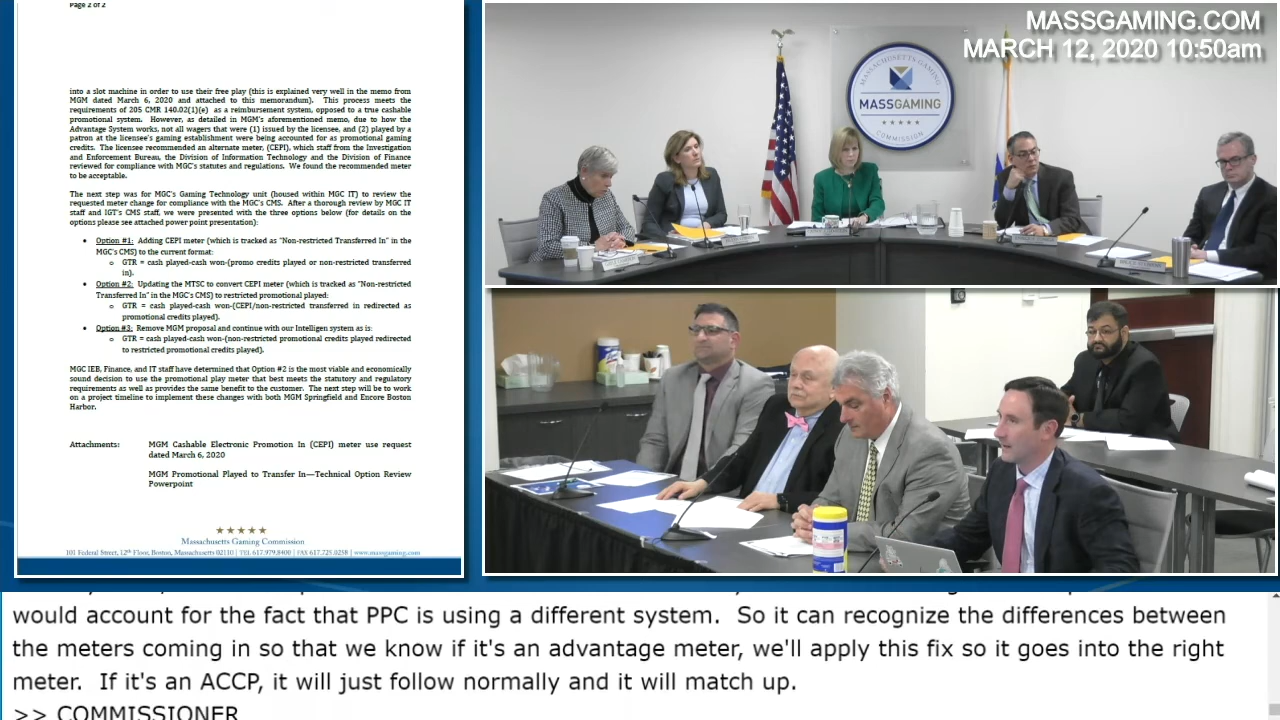 Page 2 of 2
into a slot machine in order to use their free play (this is explained very well in the memo from
MGM dated March 6, 2020 and attached to this memorandum). This process meets the
requirements of 205 CMR 140.02(1)(e) as a reimbursement system, opposed to a true cashable
promotional system. However, as detailed in MGM's aforementioned memo, due to how the
Advantage System works, not all wagers that were (1) issued by the licensee, and (2) played by a
patron at the licensee's gaming establishment were being accounted for as promotional gaming
credits. The licensee recommended an alternate meter, (CEPI), which staff from the Investigation
and Enforcement Bureau, the Division of Information Technology and the Division of Finance
reviewed for compliance with MGC's statutes and regulations. We found the recommended meter
to be acceptable.
The next step was for MGC's Gaming Technology unit (housed within MGC IT) to review the
requested meter change for compliance with the MGC's CMS. After a thorough review by MGC IT
staff and IGT's CMS staff, we were presented with the three options below (for details on the
options please see attached power point presentation):
• Option #1: Adding CEPI meter (which is tracked as "Non-restricted Transferred In" in the
MGC's CMS) to the current format:
o GTR = cash played-cash won-(promo credits played or non-restricted transferred
in).
• Option #2: Updating the MTSC to convert CEPI meter (which is tracked as "Non-restricted
Transferred In" in the MGC's CMS) to restricted promotional played:
o GTR = cash played-cash won-(CEPI/non-restricted transferred in redirected as
promotional credits played).
• Option #3: Remove MGM proposal and continue with our Intelligen system as is:
o GTR = cash played-cash won-(non-restricted promotional credits played redirected
to restricted promotional credits played).
MGC IEB, Finance, and IT staff have determined that Option #2 is the most viable and economically
sound decision to use the promotional play meter that best meets the statutory and regulatory
requirements as well as provides the same benefit to the customer. The next step will be to work
on a project timeline to implement these changes with both MGM Springfield and Encore Boston
Harbor.
Attachments: MGM Cashable Electronic Promotion In (CEPI) meter use request
dated March 6, 2020
MGM Promotional Played to Transfer In—Technical Option Review
Powerpoint
★★★★★
Massachusetts Gaming Commission
101 Federal Street, 12th Floor, Boston, Massachusetts 02110 | TEL 617.979.8400 | FAX 617.725.0258 | www.massgaming.com
MASSGAMING.COM
MARCH 12, 2020 10:50am
MASSACHUSETTS GAMING
MASSGAMING
COMMISSION
would account for the fact that PPC is using a different system. So it can recognize the differences between
the meters coming in so that we know if it's an advantage meter, we'll apply this fix so it goes into the right
meter. If it's an ACCP, it will just follow normally and it will match up.
>> COMMISSIONER